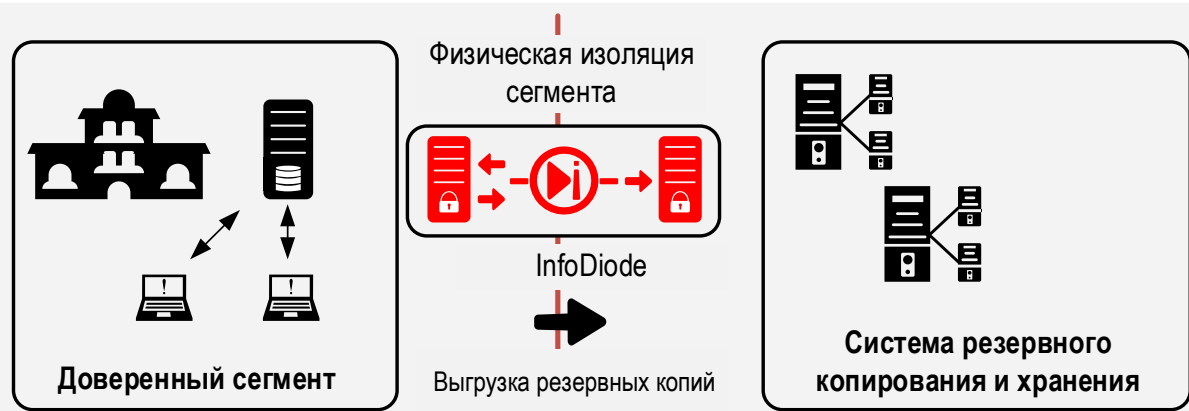 Физическая изоляция
сегмента
InfoDiode
Выгрузка резервных копий
Доверенный сегмент
Система резервного
копирования и хранения